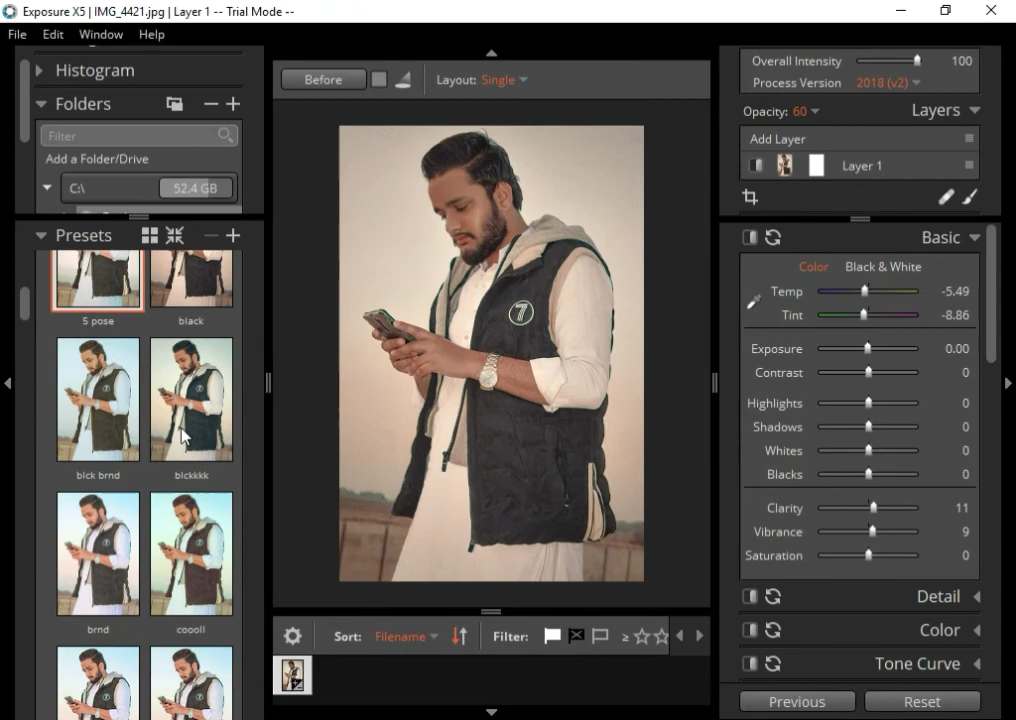 Exposure X5 | IMG_4421.jpg | Layer 1 -- Trial Mode --
File Edit Window Help
Histogram
Folders
Filter
Add a Folder/Drive
C:\ 52.4 GB
Presets
5 pose black
blck brnd blckkkk
brnd coooll
Before Layout: Single
7
Sort: Filename Filter: ≥
Overall Intensity 100
Process Version 2018 (v2)
Opacity: 60 Layers
Add Layer
Layer 1
Basic
Color Black & White
Temp -5.49
Tint -8.86
Exposure 0.00
Contrast 0
Highlights 0
Shadows 0
Whites 0
Blacks 0
Clarity 11
Vibrance 9
Saturation 0
Detail
Color
Tone Curve
Previous Reset